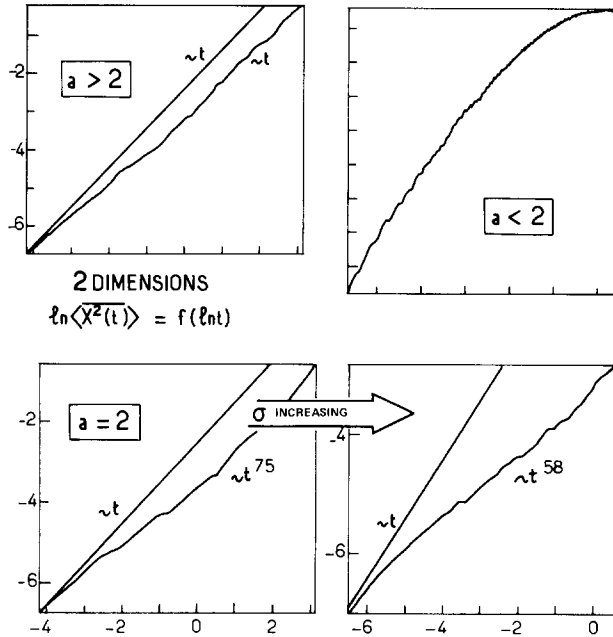 -2
-4
-6
a > 2
~t
~t
a < 2
2 DIMENSIONS
ln⟨X̅²̅(̅t̅)̅⟩ = f(lnt)
-2
-4
-6
a = 2
~t
~t 75
σ INCREASING
-4
-6
~t
~t 58
-4 -2 0 2
-6 -4 -2 0